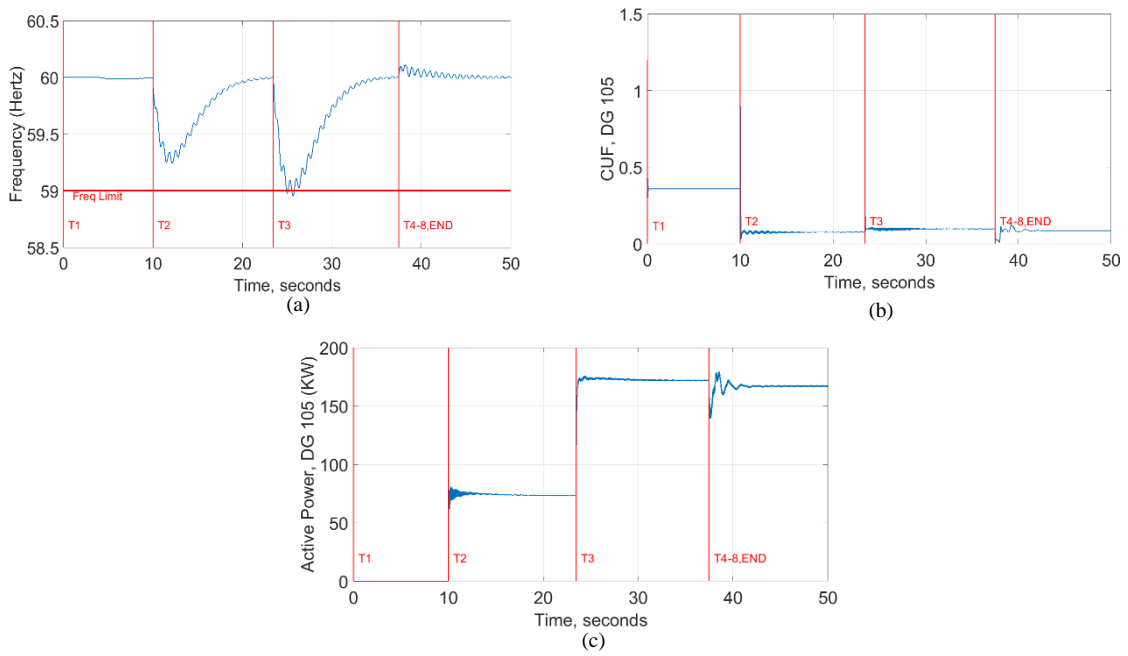 60.5
60
59.5
59
58.5
Frequency (Hertz)
Freq Limit
T1
T2
T3
T4-8,END
0
10
20
30
40
50
Time, seconds
(a)
1.5
1
0.5
0
CUF, DG 105
T1
T2
T3
T4-8,END
0
10
20
30
40
50
Time, seconds
(b)
200
150
100
50
0
Active Power, DG 105 (KW)
T1
T2
T3
T4-8,END
0
10
20
30
40
50
Time, seconds
(c)